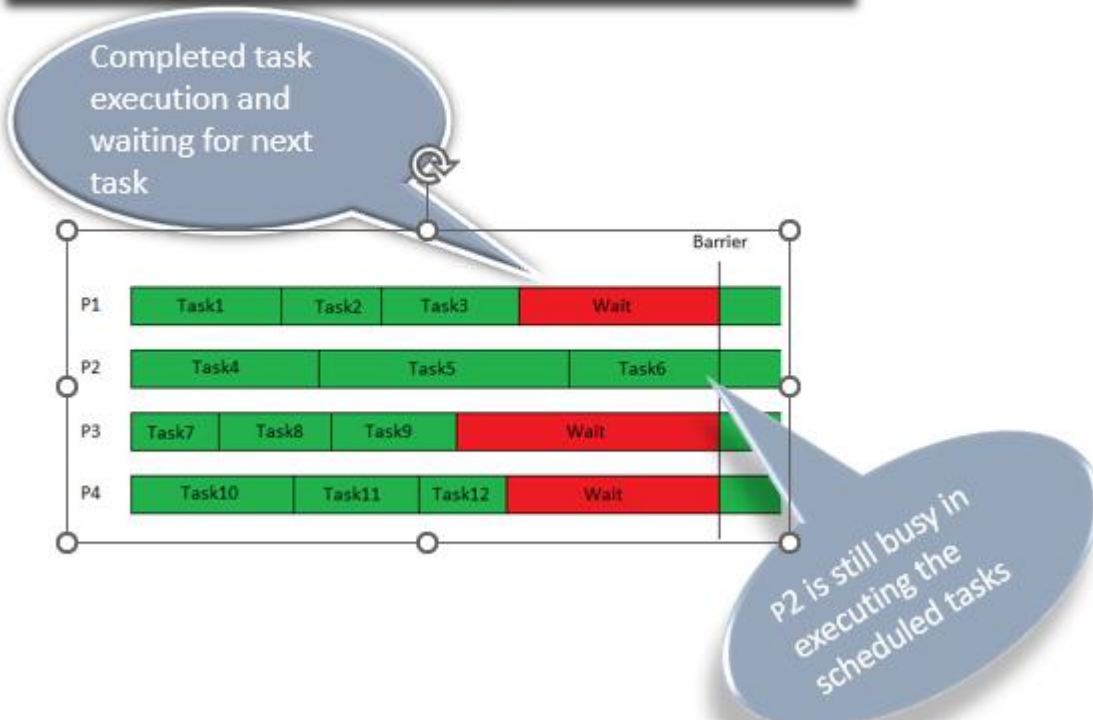 Completed task
execution and
waiting for next
task
Barrier
P1 Task1 Task2 Task3 Wait
P2 Task4 Task5 Task6
P3 Task7 Task8 Task9 Wait
P4 Task10 Task11 Task12 Wait
P2 is still busy in
executing the
scheduled tasks